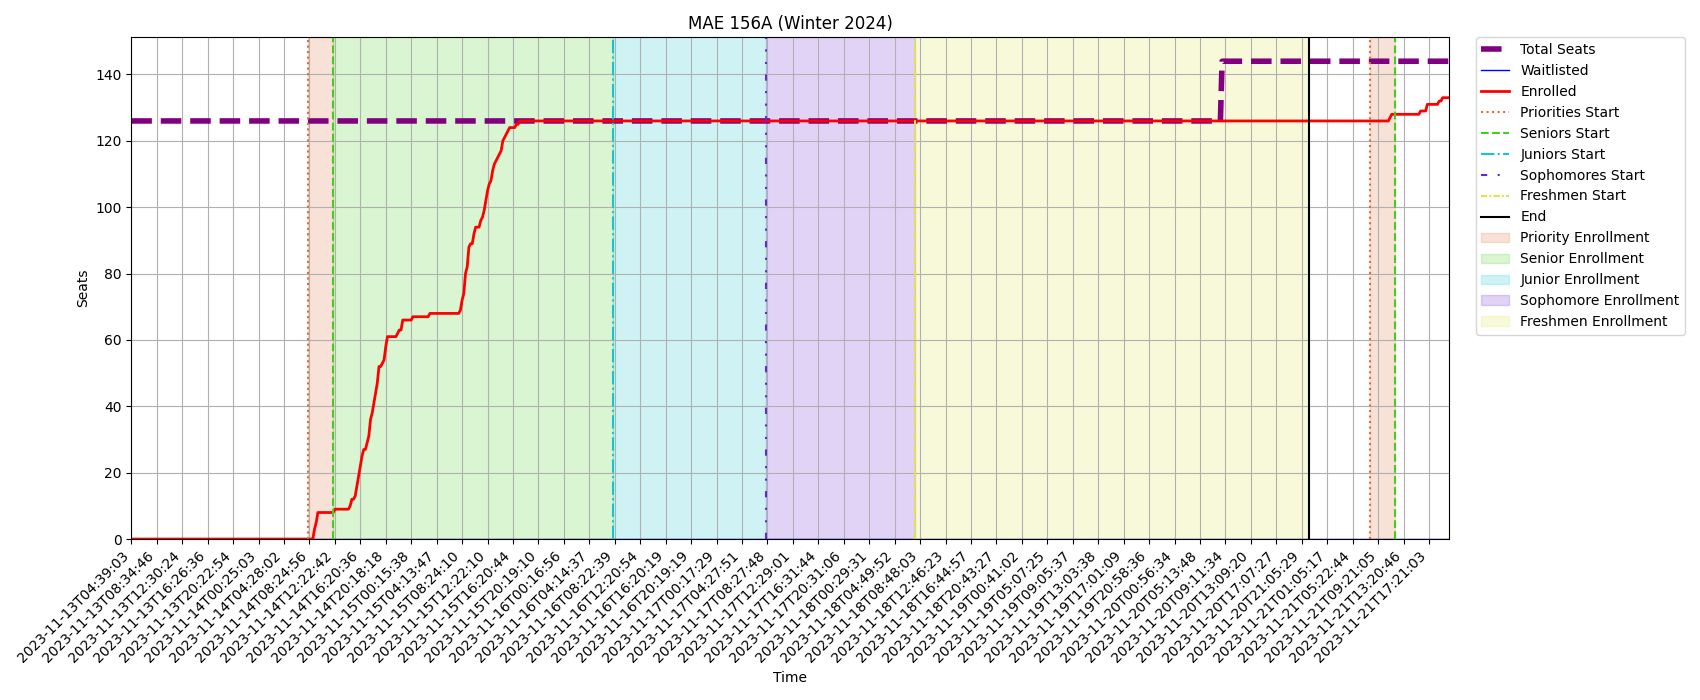 MAE 156A (Winter 2024)
Seats
140
120
100
80
60
40
20
0
2023-11-13T04:39:03
2023-11-13T08:34:46
2023-11-13T12:30:24
2023-11-13T16:26:36
2023-11-13T20:22:54
2023-11-14T00:25:03
2023-11-14T04:28:02
2023-11-14T08:24:56
2023-11-14T12:22:42
2023-11-14T16:20:36
2023-11-14T20:18:18
2023-11-15T00:15:38
2023-11-15T04:13:47
2023-11-15T08:24:10
2023-11-15T12:22:10
2023-11-15T16:20:44
2023-11-15T20:19:10
2023-11-16T00:16:56
2023-11-16T04:14:37
2023-11-16T08:22:39
2023-11-16T12:20:54
2023-11-16T16:20:19
2023-11-16T20:19:19
2023-11-17T00:17:29
2023-11-17T04:27:51
2023-11-17T08:27:48
2023-11-17T12:29:01
2023-11-17T16:31:44
2023-11-17T20:31:06
2023-11-18T00:29:31
2023-11-18T04:49:52
2023-11-18T08:48:03
2023-11-18T12:46:23
2023-11-18T16:44:57
2023-11-18T20:43:27
2023-11-19T00:41:02
2023-11-19T05:07:25
2023-11-19T09:05:37
2023-11-19T13:03:38
2023-11-19T17:01:09
2023-11-19T20:58:36
2023-11-20T00:56:34
2023-11-20T05:13:48
2023-11-20T09:11:34
2023-11-20T13:09:20
2023-11-20T17:07:27
2023-11-20T21:05:29
2023-11-21T01:05:17
2023-11-21T05:22:44
2023-11-21T09:21:05
2023-11-21T13:20:46
2023-11-21T17:21:03
Time
Total Seats
Waitlisted
Enrolled
Priorities Start
Seniors Start
Juniors Start
Sophomores Start
Freshmen Start
End
Priority Enrollment
Senior Enrollment
Junior Enrollment
Sophomore Enrollment
Freshmen Enrollment